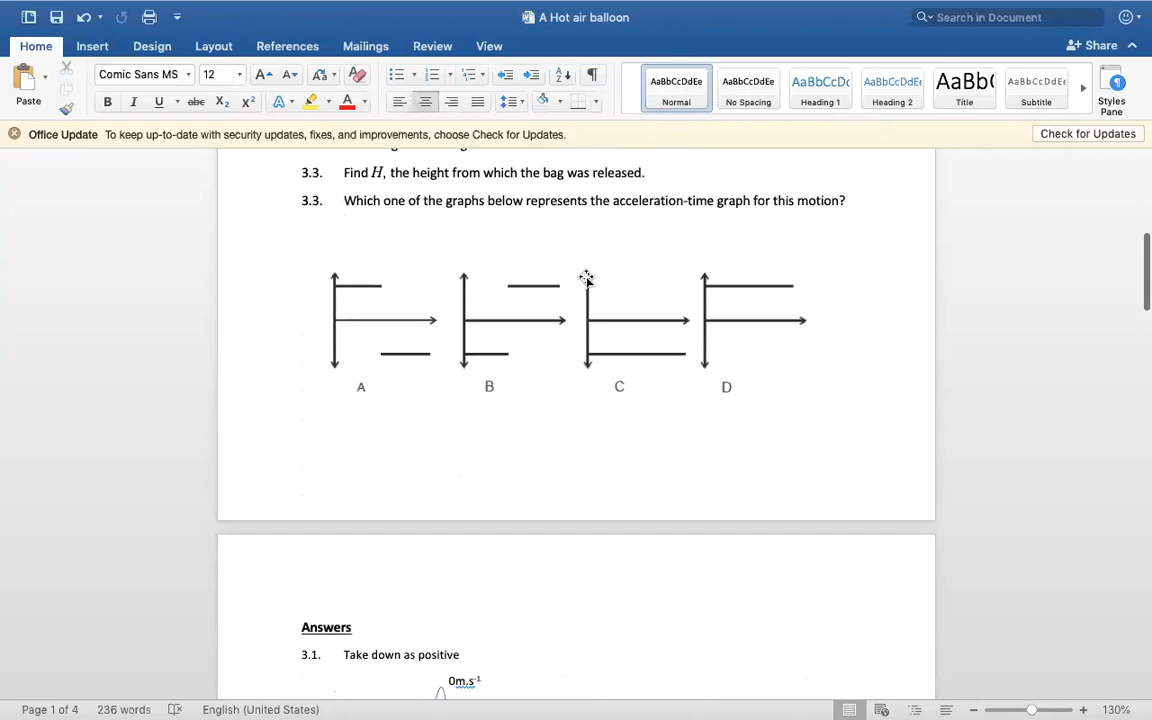 A Hot air balloon
Search in Document
Home Insert Design Layout References Mailings Review View
Share
Paste
Comic Sans MS 12
AaBbCcDdEe AaBbCcDdEe AaBbCcDc AaBbCcDdEe AaBb( AaBbCcDdEe
Normal No Spacing Heading 1 Heading 2 Title Subtitle
Styles Pane
Office Update To keep up-to-date with security updates, fixes, and improvements, choose Check for Updates.
Check for Updates
3.3. Find H, the height from which the bag was released.
3.3. Which one of the graphs below represents the acceleration-time graph for this motion?
A B C D
Answers
3.1. Take down as positive
0m.s-1
Page 1 of 4 236 words English (United States) 130%